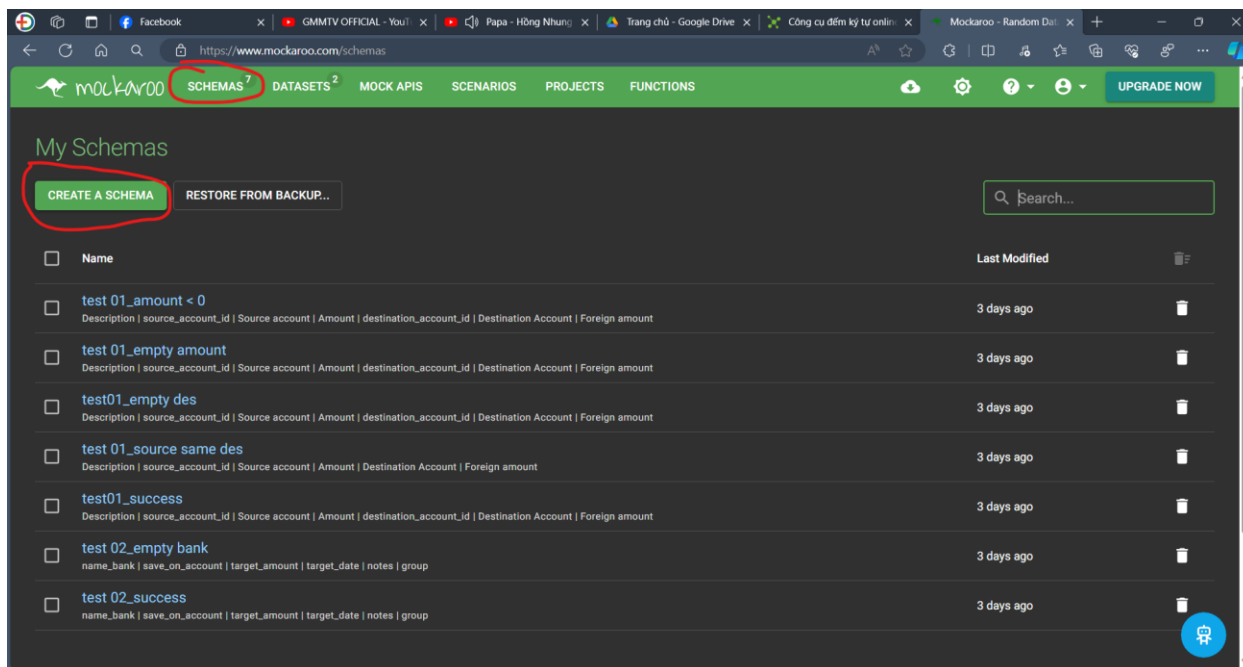 Facebook
GMMTV OFFICIAL - YouT
Papa - Hồng Nhung
Trang chủ - Google Drive
Công cụ đếm ký tự onlin
Mockaroo - Random Dat
https://www.mockaroo.com/schemas
mockaroo
SCHEMAS 7
DATASETS 2
MOCK APIS
SCENARIOS
PROJECTS
FUNCTIONS
UPGRADE NOW
My Schemas
CREATE A SCHEMA
RESTORE FROM BACKUP...
Search...
Name
Last Modified
test 01_amount < 0
Description | source_account_id | Source account | Amount | destination_account_id | Destination Account | Foreign amount
3 days ago
test 01_empty amount
Description | source_account_id | Source account | Amount | destination_account_id | Destination Account | Foreign amount
3 days ago
test01_empty des
Description | source_account_id | Source account | Amount | destination_account_id | Destination Account | Foreign amount
3 days ago
test 01_source same des
Description | source_account_id | Source account | Amount | Destination Account | Foreign amount
3 days ago
test01_success
Description | source_account_id | Source account | Amount | destination_account_id | Destination Account | Foreign amount
3 days ago
test 02_empty bank
name_bank | save_on_account | target_amount | target_date | notes | group
3 days ago
test 02_success
name_bank | save_on_account | target_amount | target_date | notes | group
3 days ago